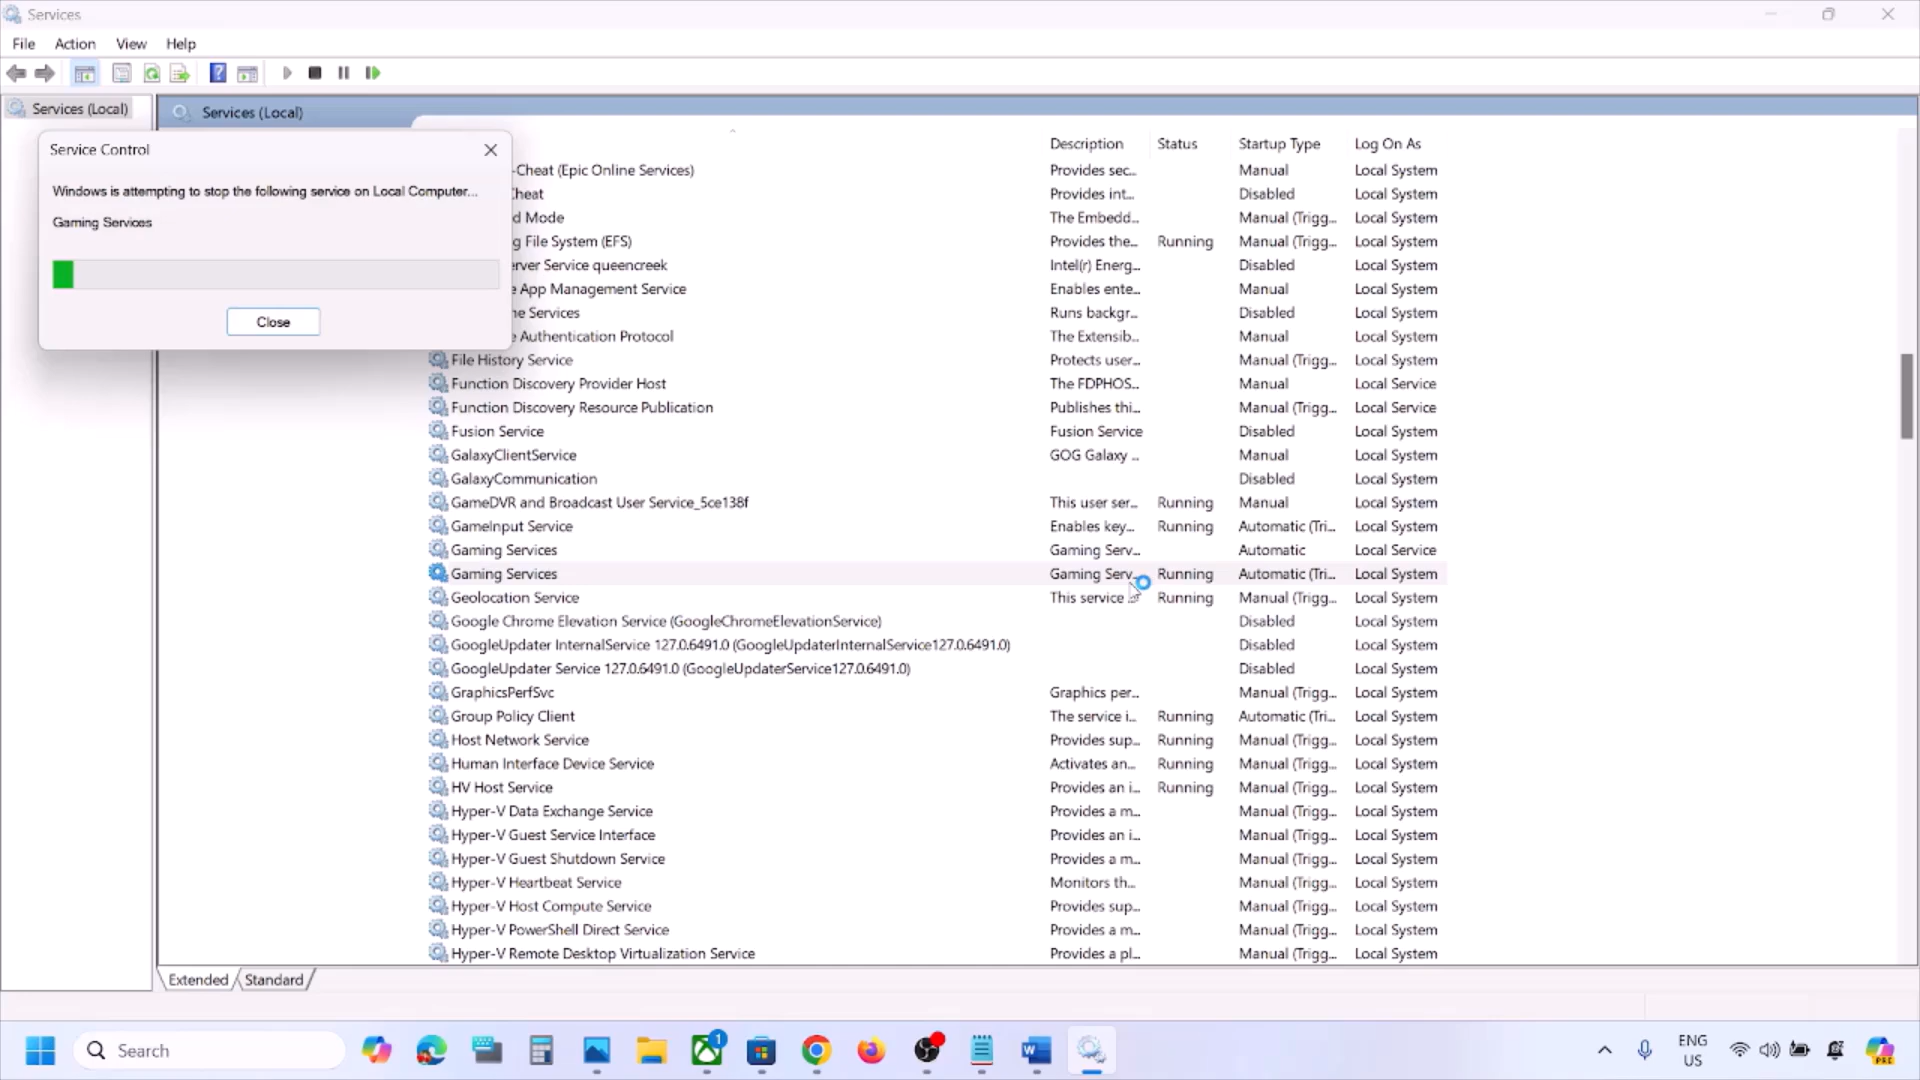 Services
File Action View Help
Services (Local)
Services (Local)
Service Control
Windows is attempting to stop the following service on Local Computer...
Gaming Services
Close
Description Status Startup Type Log On As
-Cheat (Epic Online Services) Provides sec... Manual Local System
heat Provides int... Disabled Local System
d Mode The Embedd... Manual (Trigg... Local System
g File System (EFS) Provides the... Running Manual (Trigg... Local System
erver Service queencreek Intel(r) Energ... Disabled Local System
e App Management Service Enables ente... Manual Local System
ne Services Runs backgr... Disabled Local System
e Authentication Protocol The Extensib... Manual Local System
File History Service Protects user... Manual (Trigg... Local System
Function Discovery Provider Host The FDPHOS... Manual Local Service
Function Discovery Resource Publication Publishes thi... Manual (Trigg... Local Service
Fusion Service Fusion Service Disabled Local System
GalaxyClientService GOG Galaxy ... Manual Local System
GalaxyCommunication Disabled Local System
GameDVR and Broadcast User Service_5ce138f This user ser... Running Manual Local System
GameInput Service Enables key... Running Automatic (Tri... Local System
Gaming Services Gaming Serv... Automatic Local Service
Gaming Services Gaming Serv... Running Automatic (Tri... Local System
Geolocation Service This service ... Running Manual (Trigg... Local System
Google Chrome Elevation Service (GoogleChromeElevationService) Disabled Local System
GoogleUpdater InternalService 127.0.6491.0 (GoogleUpdaterInternalService127.0.6491.0) Disabled Local System
GoogleUpdater Service 127.0.6491.0 (GoogleUpdaterService127.0.6491.0) Disabled Local System
GraphicsPerfSvc Graphics per... Manual (Trigg... Local System
Group Policy Client The service i... Running Automatic (Tri... Local System
Host Network Service Provides sup... Running Manual (Trigg... Local System
Human Interface Device Service Activates an... Running Manual (Trigg... Local System
HV Host Service Provides an i... Running Manual (Trigg... Local System
Hyper-V Data Exchange Service Provides a m... Manual (Trigg... Local System
Hyper-V Guest Service Interface Provides an i... Manual (Trigg... Local System
Hyper-V Guest Shutdown Service Provides a m... Manual (Trigg... Local System
Hyper-V Heartbeat Service Monitors th... Manual (Trigg... Local System
Hyper-V Host Compute Service Provides sup... Manual (Trigg... Local System
Hyper-V PowerShell Direct Service Provides a m... Manual (Trigg... Local System
Hyper-V Remote Desktop Virtualization Service Provides a pl... Manual (Trigg... Local System
Extended Standard
Search 1 ENG
US
PRE